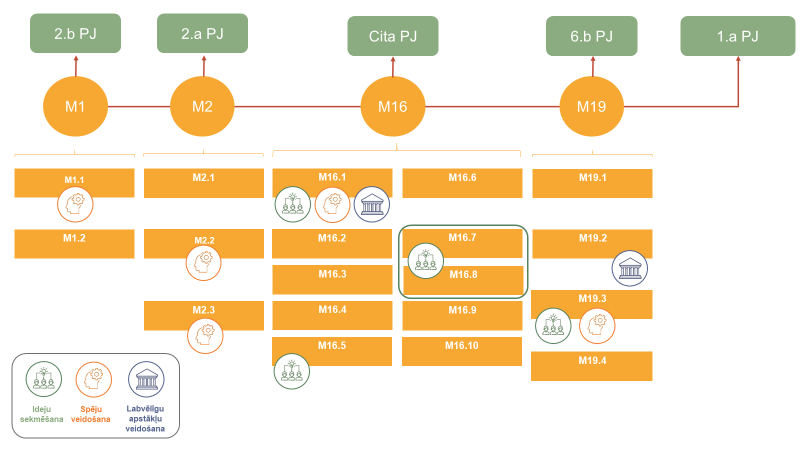 2.b PJ
2.a PJ
Cita PJ
6.b PJ
1.a PJ
M1
M2
M16
M19
M1.1
M1.2
M2.1
M2.2
M2.3
M16.1
M16.2
M16.3
M16.4
M16.5
M16.6
M16.7
M16.8
M16.9
M16.10
M19.1
M19.2
M19.3
M19.4
Ideju
sekmēšana
Spēju
veidošana
Labvēlīgu
apstākļu
veidošana